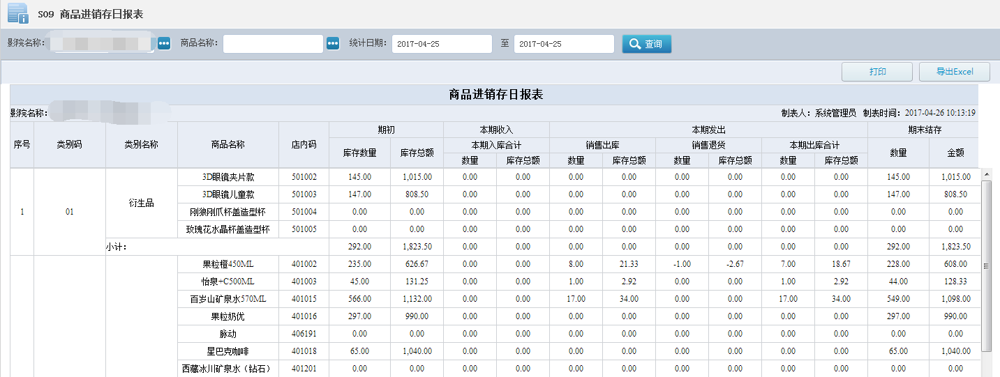 S09 商品进销存日报表
影院名称: 商品名称: 统计日期: 2017-04-25 至 2017-04-25 查询
打印 导出Excel
商品进销存日报表
影院名称: 制表人: 系统管理员 制表时间: 2017-04-26 10:13:19
序号 类别码 类别名称 商品名称 店内码 期初 本期收入 本期发出 期末结存
库存数量 库存总额 本期入库合计 销售出库 销售退货 本期出库合计 数量 金额
数量 库存总额 数量 库存总额 数量 库存总额 数量 库存总额
1 01 衍生品
3D眼镜夹片款 501002 145.00 1,015.00 0.00 0.00 0.00 0.00 0.00 0.00 0.00 0.00 145.00 1,015.00
3D眼镜儿童款 501003 147.00 808.50 0.00 0.00 0.00 0.00 0.00 0.00 0.00 0.00 147.00 808.50
刚狼刚爪杯盖造型杯 501004 0.00 0.00 0.00 0.00 0.00 0.00 0.00 0.00 0.00 0.00 0.00 0.00
玫瑰花水晶杯盖造型杯 501005 0.00 0.00 0.00 0.00 0.00 0.00 0.00 0.00 0.00 0.00 0.00 0.00
小计: 292.00 1,823.50 0.00 0.00 0.00 0.00 0.00 0.00 0.00 0.00 292.00 1,823.50
果粒橙450ML 401002 235.00 626.67 0.00 0.00 8.00 21.33 -1.00 -2.67 7.00 18.67 228.00 608.00
怡泉+C500ML 401003 45.00 131.25 0.00 0.00 1.00 2.92 0.00 0.00 1.00 2.92 44.00 128.33
百岁山矿泉水570ML 401015 566.00 1,132.00 0.00 0.00 17.00 34.00 0.00 0.00 17.00 34.00 549.00 1,098.00
果粒奶优 401016 297.00 990.00 0.00 0.00 0.00 0.00 0.00 0.00 0.00 0.00 297.00 990.00
脉动 406191 0.00 0.00 0.00 0.00 0.00 0.00 0.00 0.00 0.00 0.00 0.00 0.00
星巴克咖啡 401018 65.00 1,040.00 0.00 0.00 0.00 0.00 0.00 0.00 0.00 0.00 65.00 1,040.00
西藏冰川矿泉水（钻石） 401201 0.00 0.00 0.00 0.00 0.00 0.00 0.00 0.00 0.00 0.00 0.00 0.00